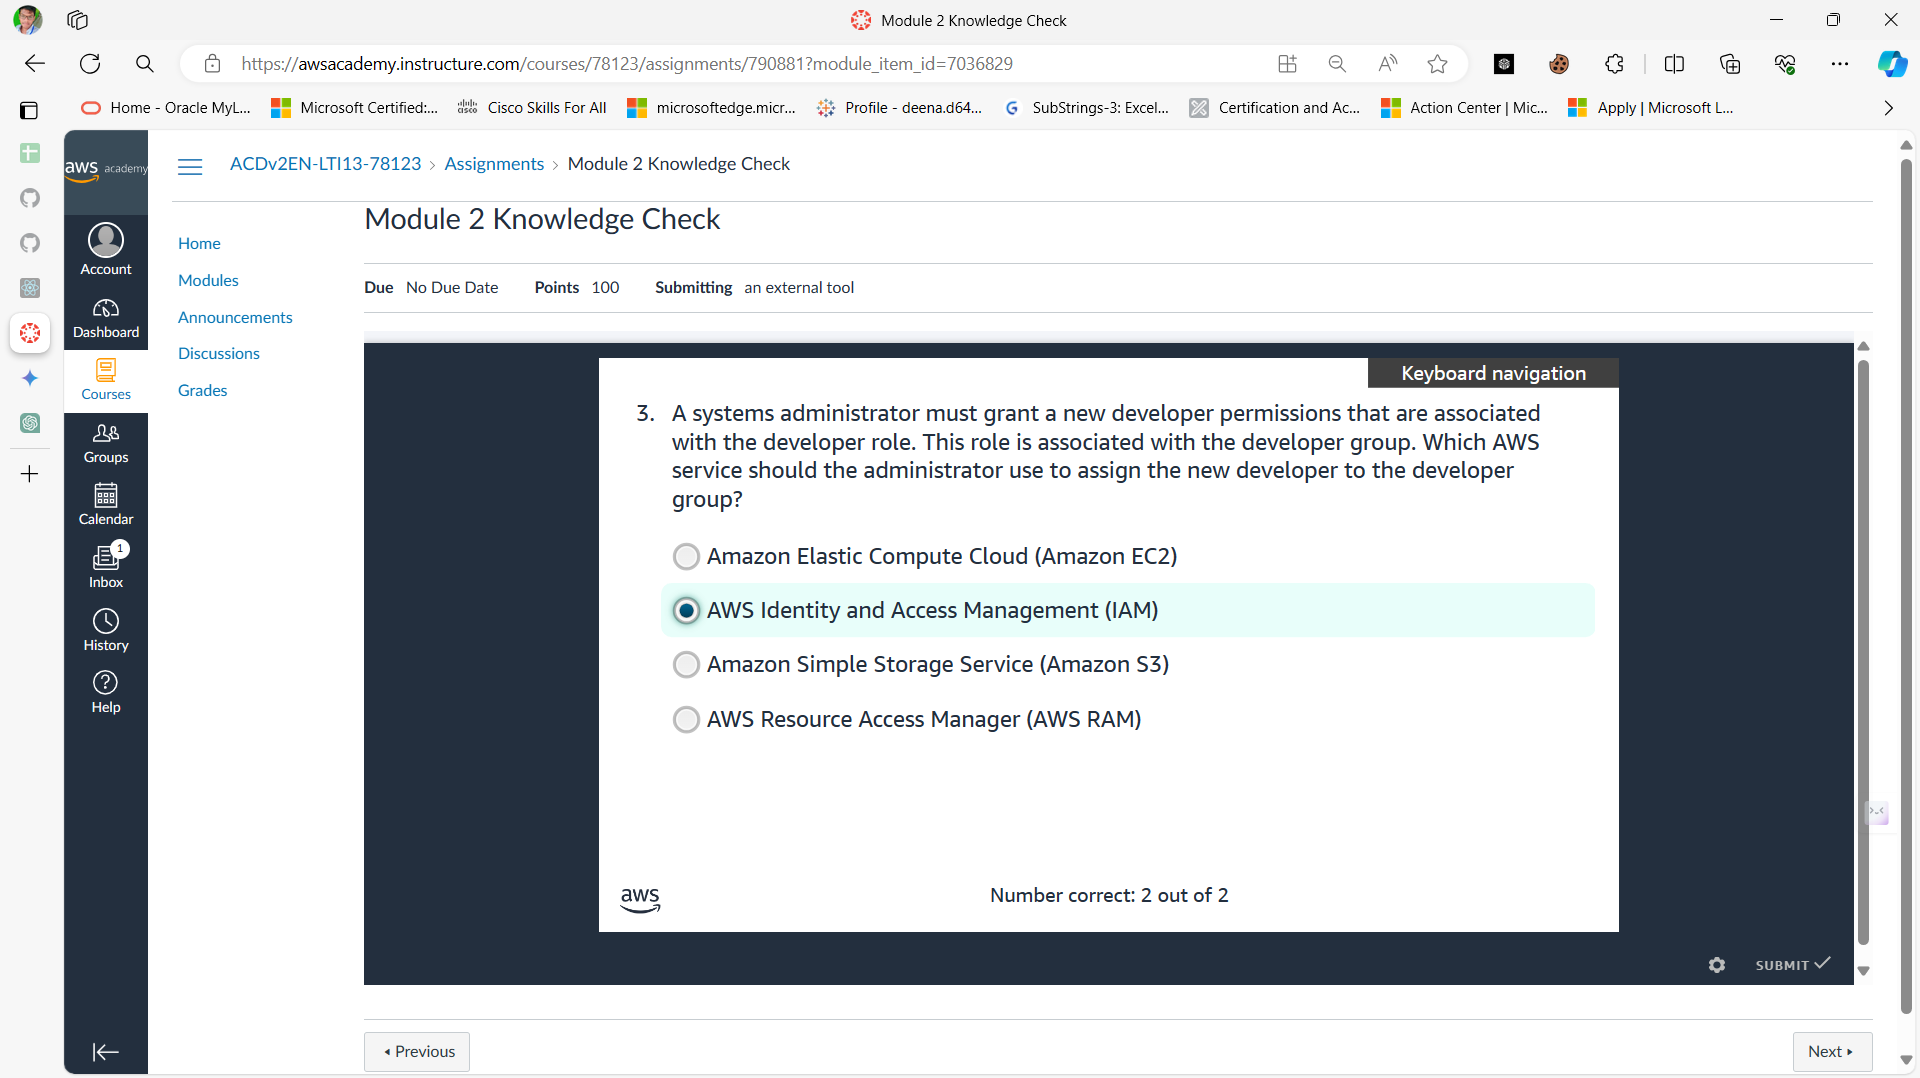 Module 2 Knowledge Check
https://awsacademy.instructure.com/courses/78123/assignments/790881?module_item_id=7036829
Home - Oracle MyL...
Microsoft Certified:...
Cisco Skills For All
microsoftedge.micr...
Profile - deena.d64...
SubStrings-3: Excel...
Certification and Ac...
Action Center | Mic...
Apply | Microsoft L...
aws academy
ACDv2EN-LTI13-78123 › Assignments › Module 2 Knowledge Check
Account
Dashboard
Courses
Groups
Calendar
1
Inbox
History
Help
Home
Modules
Announcements
Discussions
Grades
Module 2 Knowledge Check
Due No Due Date Points 100 Submitting an external tool
Keyboard navigation
3. A systems administrator must grant a new developer permissions that are associated
with the developer role. This role is associated with the developer group. Which AWS
service should the administrator use to assign the new developer to the developer
group?
Amazon Elastic Compute Cloud (Amazon EC2)
AWS Identity and Access Management (IAM)
Amazon Simple Storage Service (Amazon S3)
AWS Resource Access Manager (AWS RAM)
aws
Number correct: 2 out of 2
SUBMIT
Previous
Next